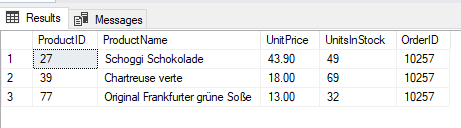 Results Messages
ProductID ProductName UnitPrice UnitsInStock OrderID
1 27 Schoggi Schokolade 43.90 49 10257
2 39 Chartreuse verte 18.00 69 10257
3 77 Original Frankfurter grüne Soße 13.00 32 10257